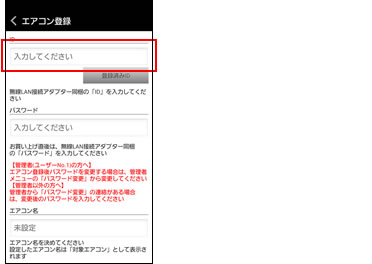 エアコン登録
ID
入力してください
登録済みID
無線LAN接続アダプター同梱の「ID」を入力してくだ
さい
パスワード
入力してください
お買い上げ直後は、無線LAN接続アダプター同梱
の「パスワード」を入力してください
【管理者(ユーザーNo.1)の方へ】
エアコン登録後パスワードを変更する場合は、管理者
メニューの「パスワード変更」から変更してください
【管理者以外の方へ】
管理者から「パスワード変更」の連絡がある場合
は、変更後のパスワードを入力してください
エアコン名
未設定
エアコン名を決めてください
設定したエアコン名は「対象エアコン」として表示さ
れます